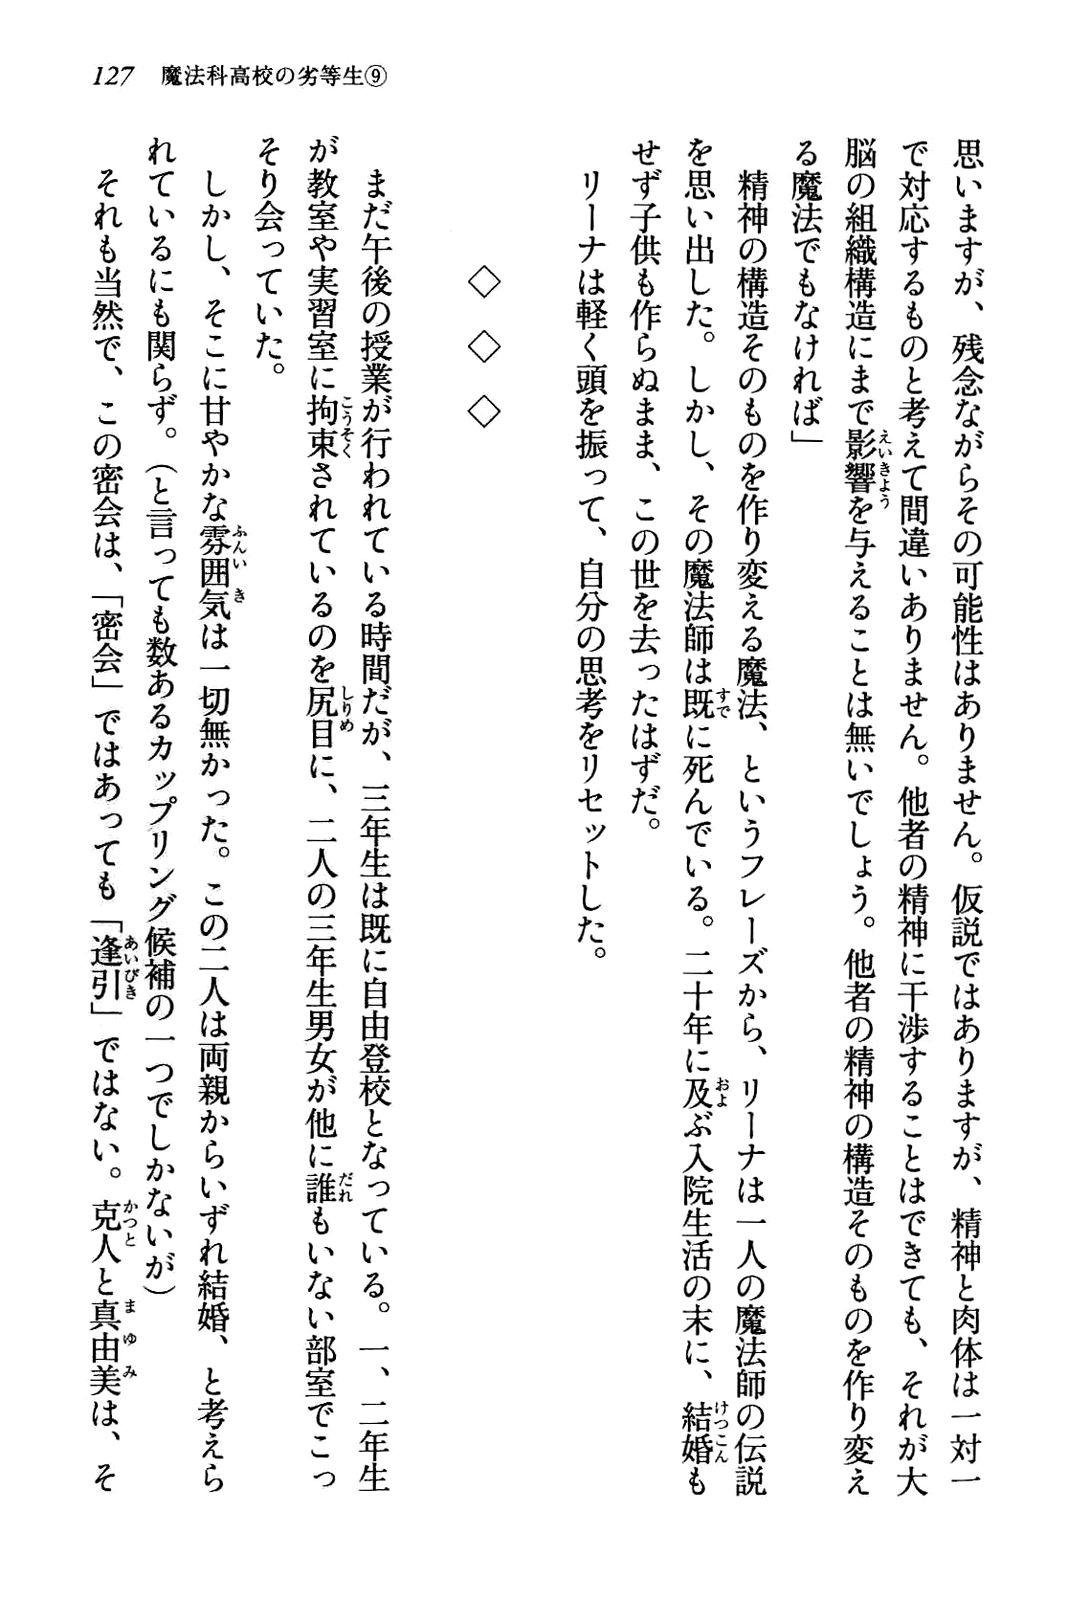 127 魔法科高校の劣等生⑨
思いますが、残念ながらその可能性はありません。仮説ではありますが、精神と肉体は一対一
で対応するものと考えて間違いありません。他者の精神に干渉することはできても、それが大
脳の組織構造にまで影響を与えることは無いでしょう。他者の精神の構造そのものを作り変え
る魔法でもなければ」
精神の構造そのものを作り変える魔法、というフレーズから、リーナは一人の魔法師の伝説
を思い出した。しかし、その魔法師は既に死んでいる。二十年に及ぶ入院生活の末に、結婚も
せず子供も作らぬまま、この世を去ったはずだ。
リーナは軽く頭を振って、自分の思考をリセットした。
◇ ◇ ◇
まだ午後の授業が行われている時間だが、三年生は既に自由登校となっている。一、二年生
が教室や実習室に拘束されているのを尻目に、二人の三年生男女が他に誰もいない部室でこっ
そり会っていた。
しかし、そこに甘やかな雰囲気は一切無かった。この二人は両親からいずれ結婚、と考えら
れているにも関らず。（と言っても数あるカップリング候補の一つでしかないが）
それも当然で、この密会は、「密会」ではあっても「逢引」ではない。克人と真由美は、そ